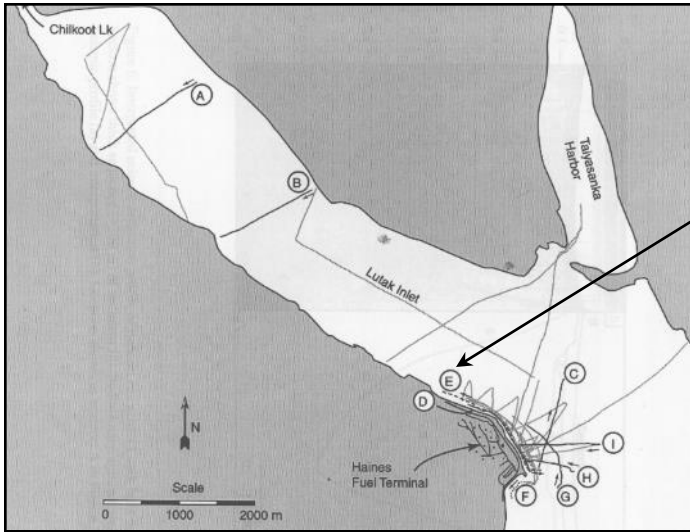 Chilkoot Lk
A
B
Taiyasanka
Harbor
Lutak Inlet
E
C
D
N
I
Haines
Fuel Terminal
H
F
G
Scale
0 1000 2000 m